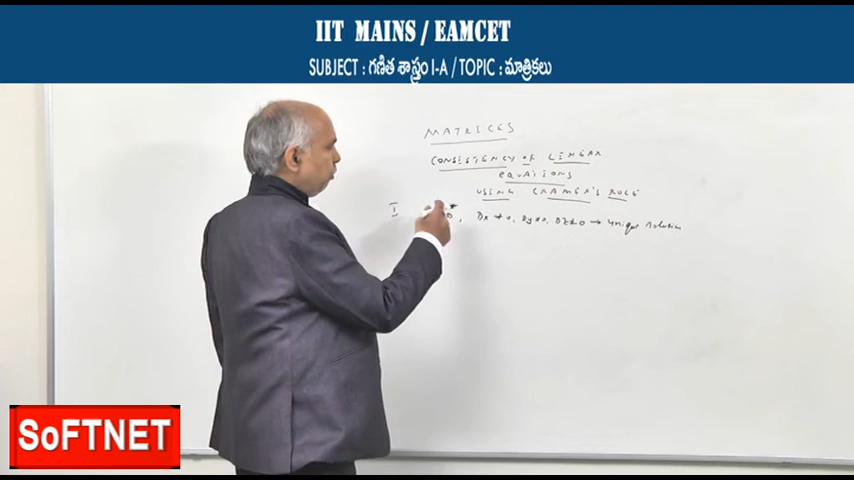 IIT MAINS / EAMCET
SUBJECT : గణిత శాస్త్రం I-A / TOPIC : మాత్రికలు
MATRICES
CONSISTENCY OF LINEAR
EQUATIONS
USING CRAMER'S RULE
I , Dx ≠ 0, Dy ≠ 0, DZ ≠ 0 → Unique Solution
SoFTNET